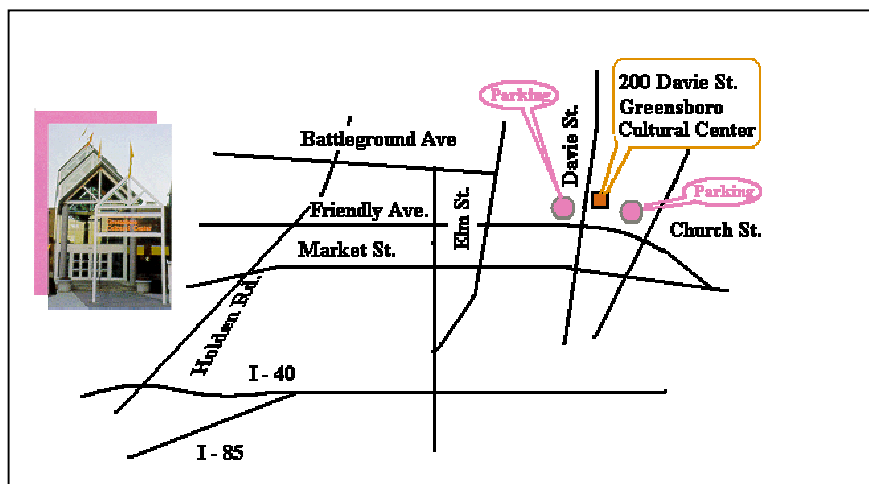 Parking
200 Davie St.
Greensboro
Cultural Center
Battleground Ave
Davie St.
Parking
Friendly Ave.
Elm St.
Church St.
Market St.
Holden Rd.
I - 40
I - 85